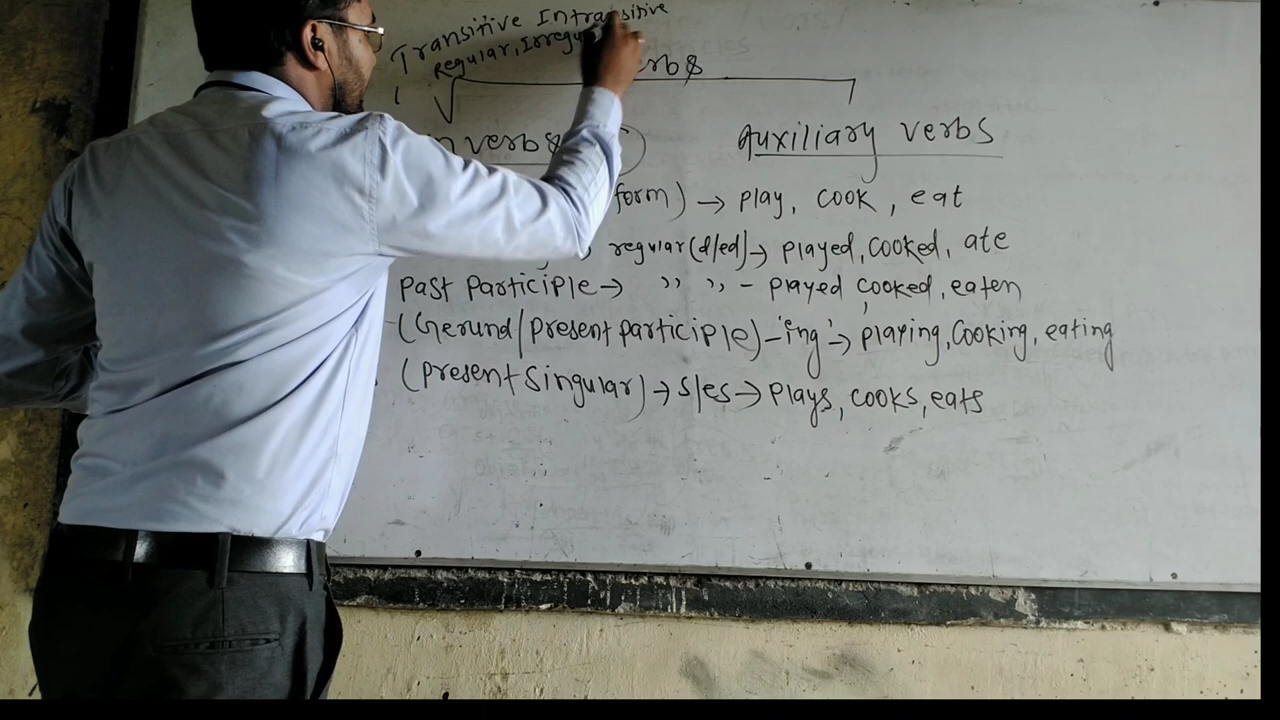 Transitive Intransitive
Regular, Irregu
erbs
n verbs
Auxiliary verbs
form) → play, cook, eat
regular (d/ed) → played, cooked, ate
Past Participle → ,, ,, - played cooked, eaten
(Gerund/present participle) - 'ing' → playing, cooking, eating
(present singular) → s/es → plays, cooks, eats